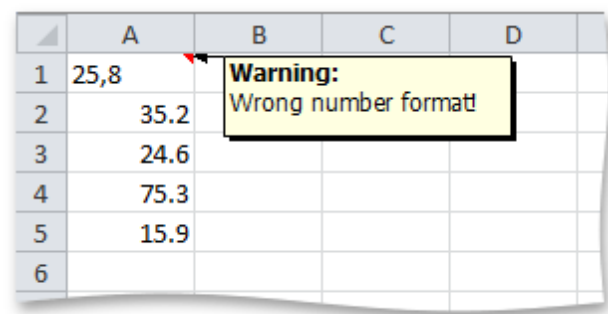 A B C D
1 25,8 Warning:
2 35.2 Wrong number format!
3 24.6
4 75.3
5 15.9
6